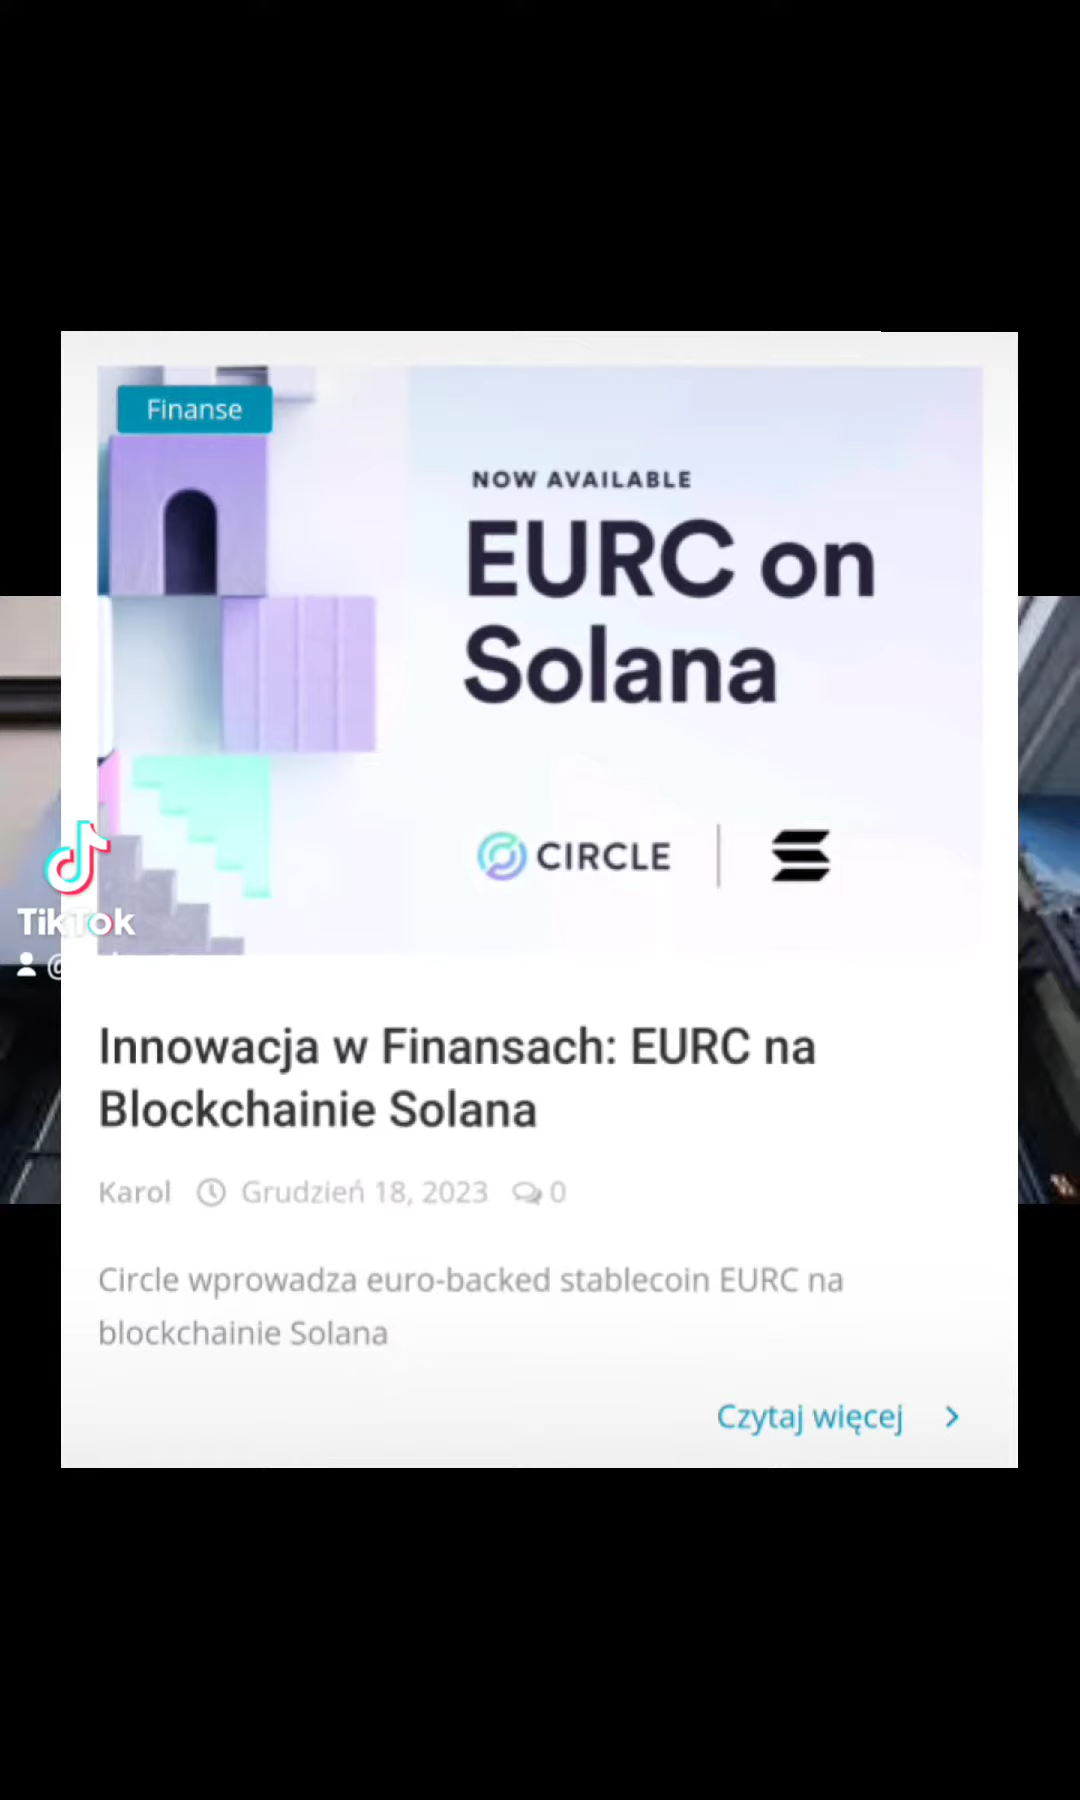 Finanse
NOW AVAILABLE
EURC on
Solana
CIRCLE
TikTok
@
Innowacja w Finansach: EURC na
Blockchainie Solana
Karol Grudzień 18, 2023 0
Circle wprowadza euro-backed stablecoin EURC na
blockchainie Solana
Czytaj więcej